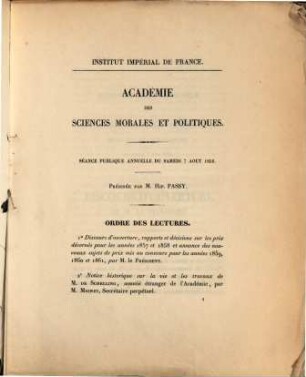 INSTITUT IMPÉRIAL DE FRANCE.
ACADÉMIE
DES
SCIENCES MORALES ET POLITIQUES.
SÉANCE PUBLIQUE ANNUELLE DU SAMEDI 7 AOUT 1858.
Présidée par M. Hip. PASSY.
ORDRE DES LECTURES.
1° Discours d'ouverture, rapports et décisions sur les prix
décernés pour les années 1857 et 1858 et annonce des nou-
veaux sujets de prix mis au concours pour les années 1859,
1860 et 1861, par M. le Président.
2° Notice historique sur la vie et les travaux de
M. de Schelling, associé étranger de l'Académie, par
M. Mignet, Secrétaire perpétuel.
1